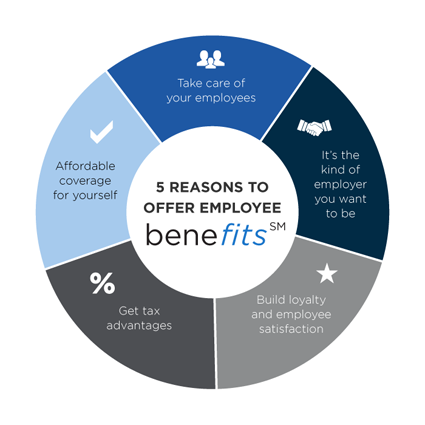 5 REASONS TO
OFFER EMPLOYEE
benefits℠
Take care of
your employees
It's the
kind of
employer
you want
to be
Build loyalty
and employee
satisfaction
%
Get tax
advantages
Affordable
coverage
for yourself